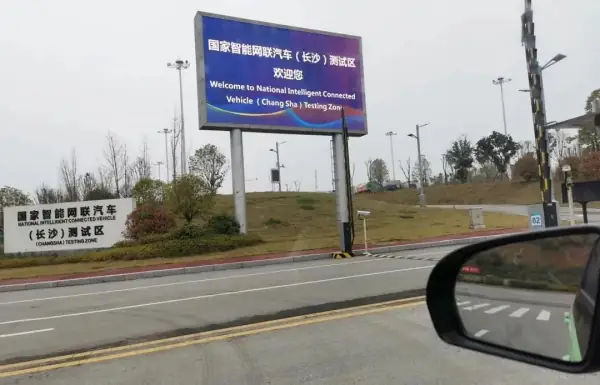 国家智能网联汽车（长沙）测试区
欢迎您
Welcome to National Intelligent Connected
Vehicle（Chang Sha）Testing Zone
国家智能网联汽车
NATIONAL INTELLIGENT CONNECTED VEHICLE
（长沙）测试区
(CHANGSHA) TESTING ZONE
02